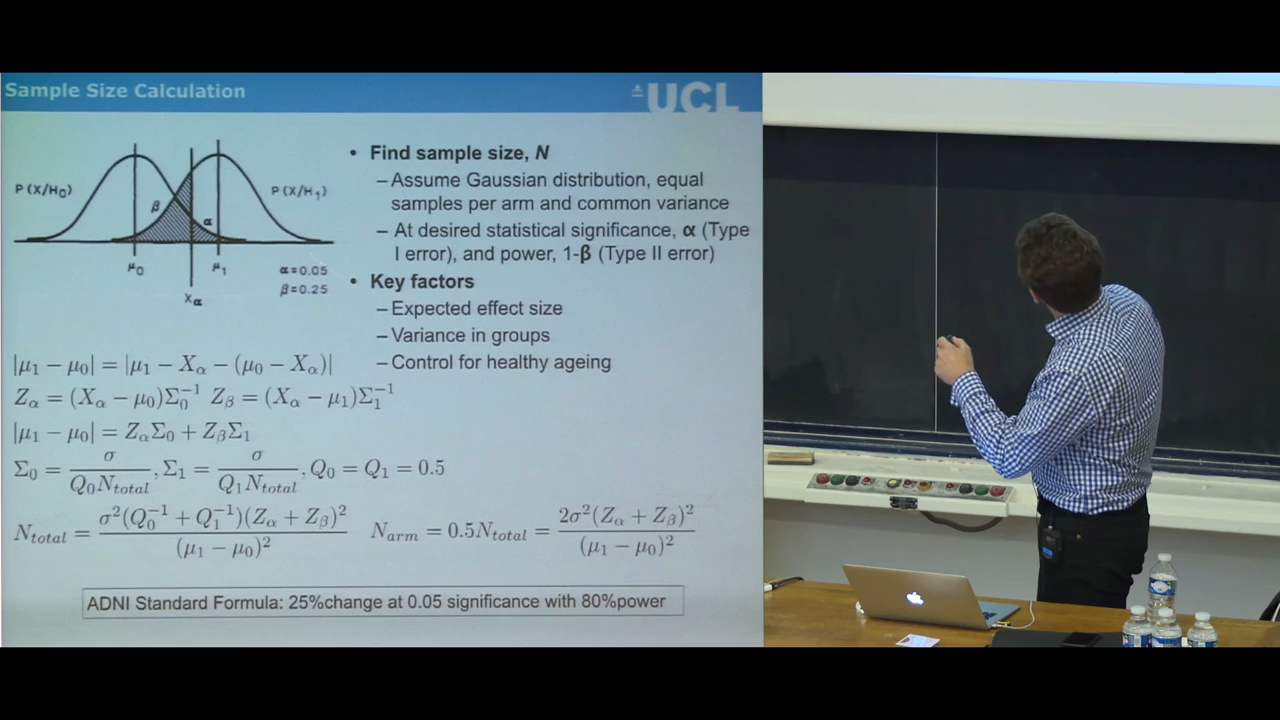 Sample Size Calculation
UCL
P(X/H₀)
P(X/H₁)
β
α
μ₀
μ₁
Xα
α=0.05
β=0.25
• Find sample size, N
– Assume Gaussian distribution, equal
samples per arm and common variance
– At desired statistical significance, α (Type
I error), and power, 1-β (Type II error)
• Key factors
– Expected effect size
– Variance in groups
– Control for healthy ageing
|μ₁ − μ₀| = |μ₁ − X_α − (μ₀ − X_α)|
Z_α = (X_α − μ₀)Σ₀⁻¹ Z_β = (X_α − μ₁)Σ₁⁻¹
|μ₁ − μ₀| = Z_αΣ₀ + Z_βΣ₁
Σ₀ = σ / (Q₀N_total), Σ₁ = σ / (Q₁N_total), Q₀ = Q₁ = 0.5
N_total = σ²(Q₀⁻¹ + Q₁⁻¹)(Z_α + Z_β)² / (μ₁ − μ₀)² N_arm = 0.5N_total = 2σ²(Z_α + Z_β)² / (μ₁ − μ₀)²
ADNI Standard Formula: 25%change at 0.05 significance with 80%power